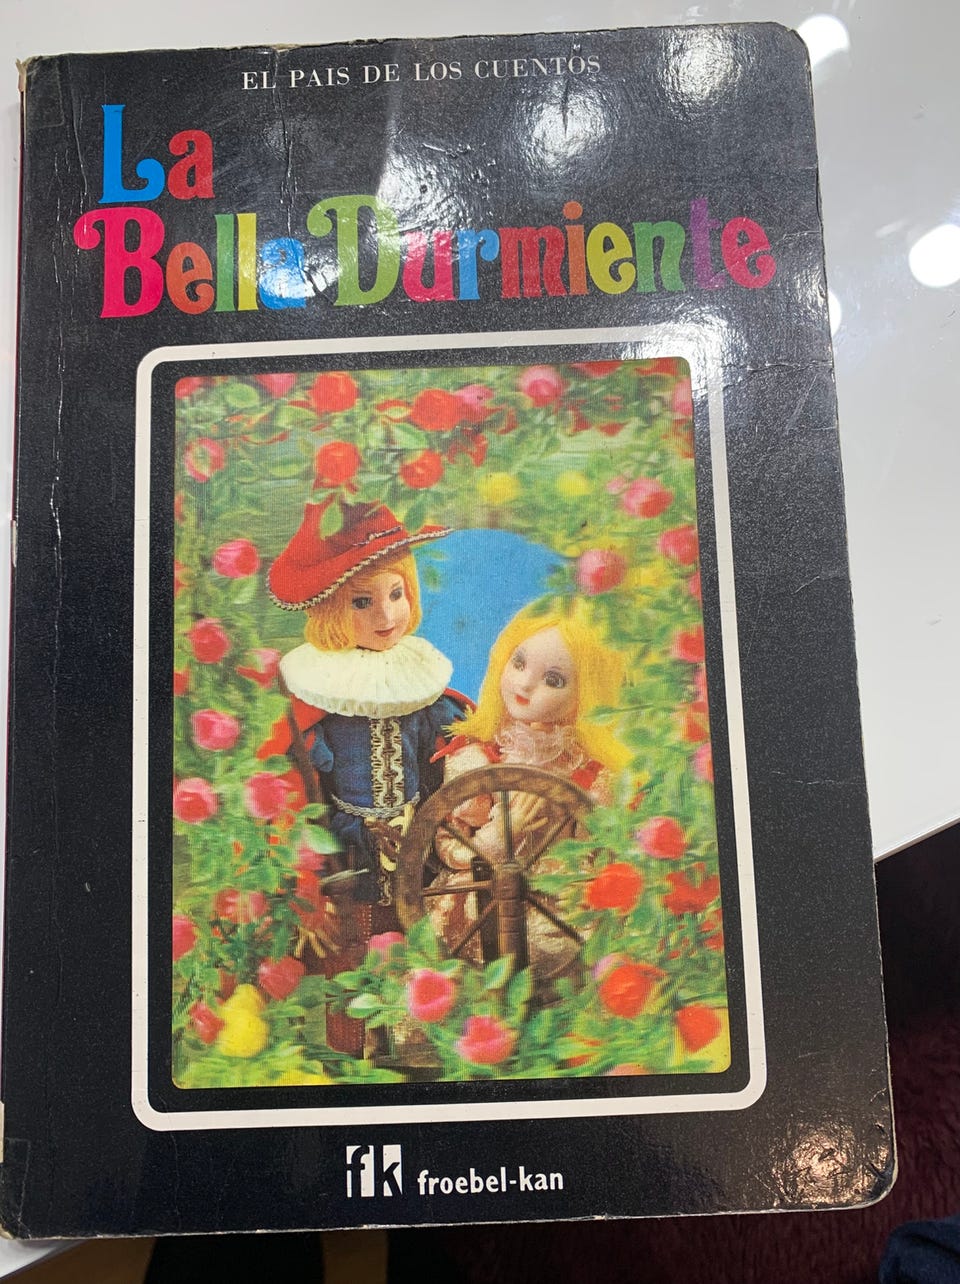 EL PAIS DE LOS CUENTOS
La
Bella Durmiente
fk froebel-kan